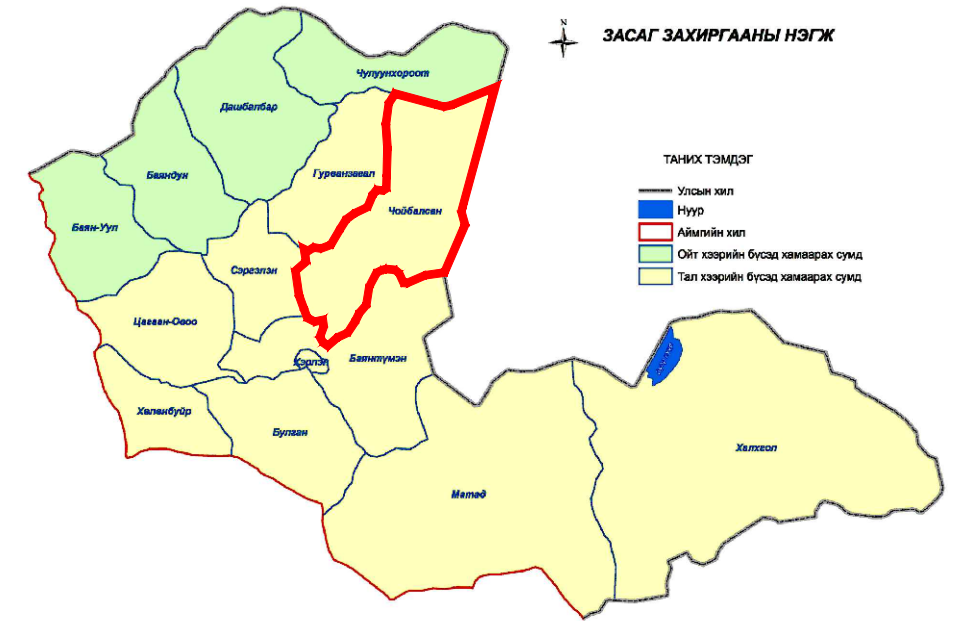 N
ЗАСАГ ЗАХИРГААНЫ НЭГЖ
Чулуунхороот
Дашбалбар
Баяндун
Гурванзагал
Чойбалсан
Баян-Уул
Сэргэлэн
Цагаан-Овоо
Хэрлэн
Баянтүмэн
Хөлөнбуйр
Булган
Матад
Халхгол
ТАНИХ ТЭМДЭГ
Улсын хил
Нуур
Аймгийн хил
Ойт хээрийн бүсэд хамаарах сумд
Тал хээрийн бүсэд хамаарах сумд